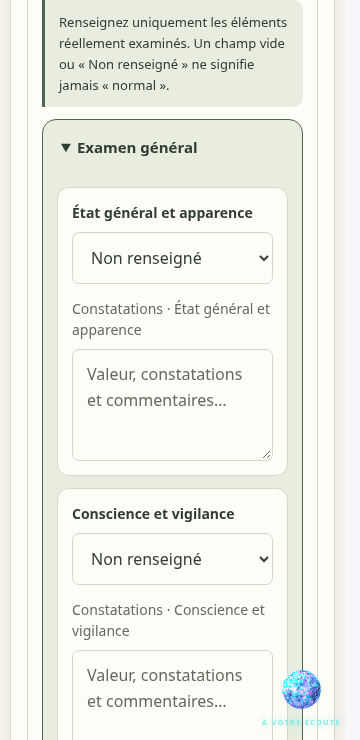 Renseignez uniquement les éléments
réellement examinés. Un champ vide
ou « Non renseigné » ne signifie
jamais « normal ».
▼ Examen général
État général et apparence
Non renseigné
Constatations · État général et
apparence
Valeur, constatations
et commentaires...
Conscience et vigilance
Non renseigné
Constatations · Conscience et
vigilance
Valeur, constatations
et commentaires...
À VOTRE ÉCOUTE